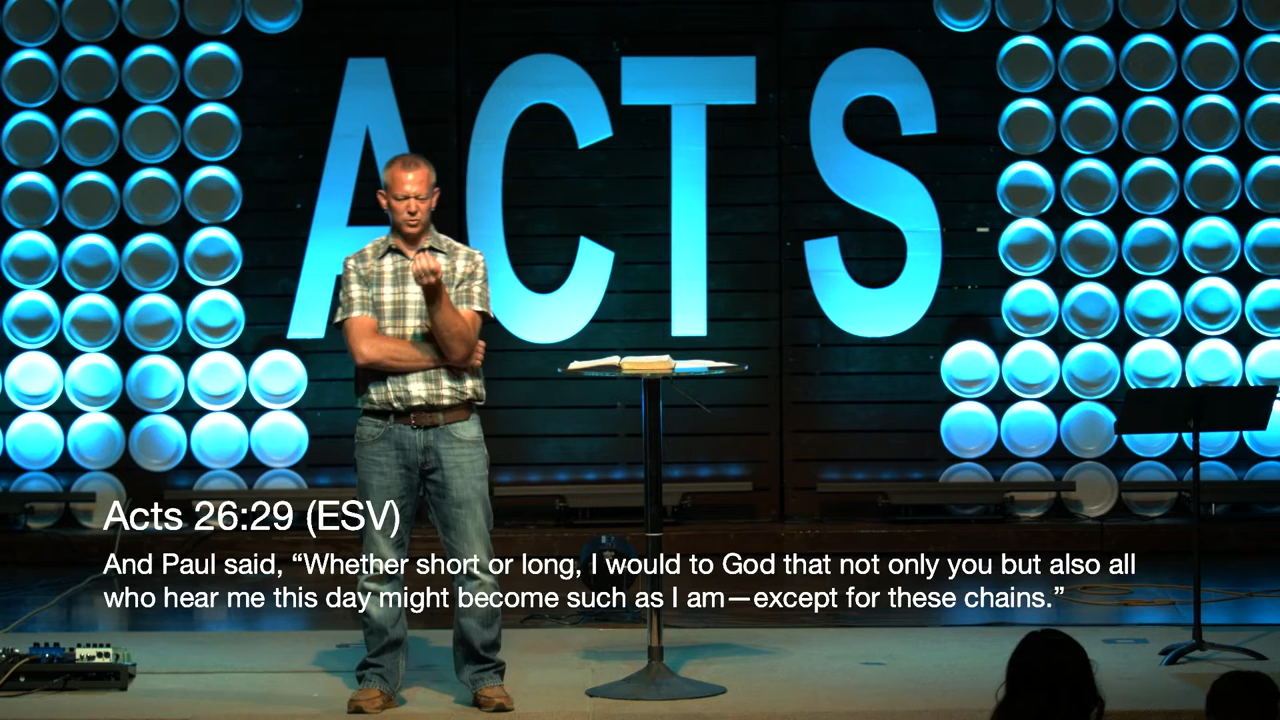 ACTS
Acts 26:29 (ESV)
And Paul said, “Whether short or long, I would to God that not only you but also all
who hear me this day might become such as I am—except for these chains.”